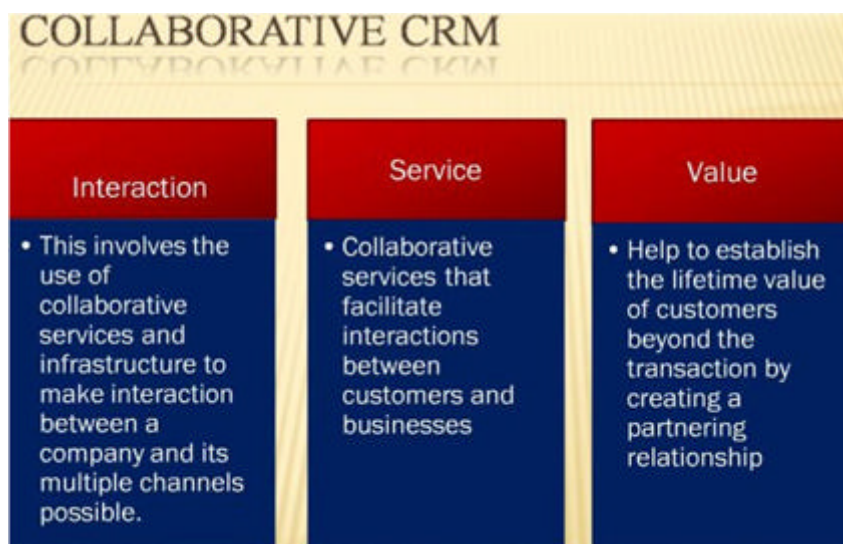 COLLABORATIVE CRM
Interaction
• This involves the
use of
collaborative
services and
infrastructure to
make interaction
between a
company and its
multiple channels
possible.
Service
• Collaborative
services that
facilitate
interactions
between
customers and
businesses
Value
• Help to establish
the lifetime value
of customers
beyond the
transaction by
creating a
partnering
relationship